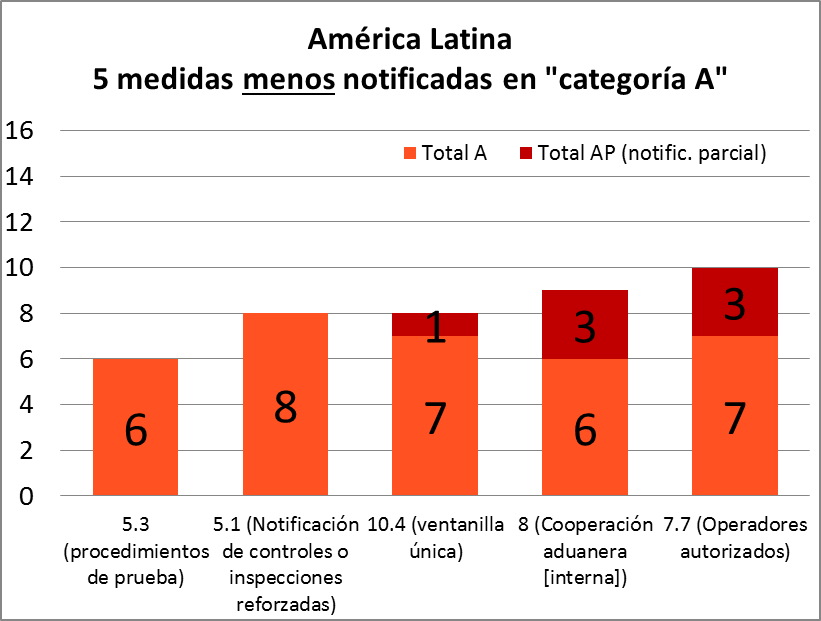 América Latina
5 medidas menos notificadas en "categoría A"
16
14
12
10
8
6
4
2
0
Total A
Total AP (notific. parcial)
6
8
1
7
3
6
3
7
5.3
(procedimientos
de prueba)
5.1 (Notificación
de controles o
inspecciones
reforzadas)
10.4 (ventanilla
única)
8 (Cooperación
aduanera
[interna])
7.7 (Operadores
autorizados)